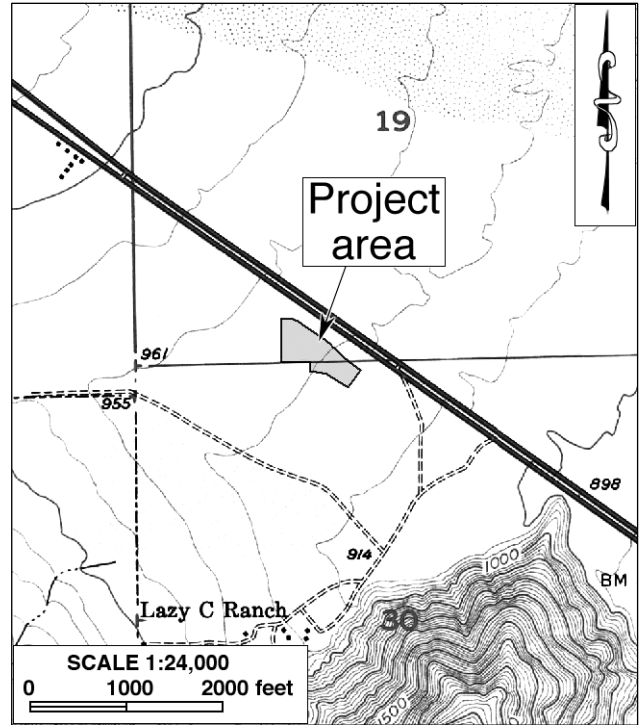 19
Project
area
961
955
898
914
1000
BM
Lazy C Ranch
30
SCALE 1:24,000
0 1000 2000 feet
1500